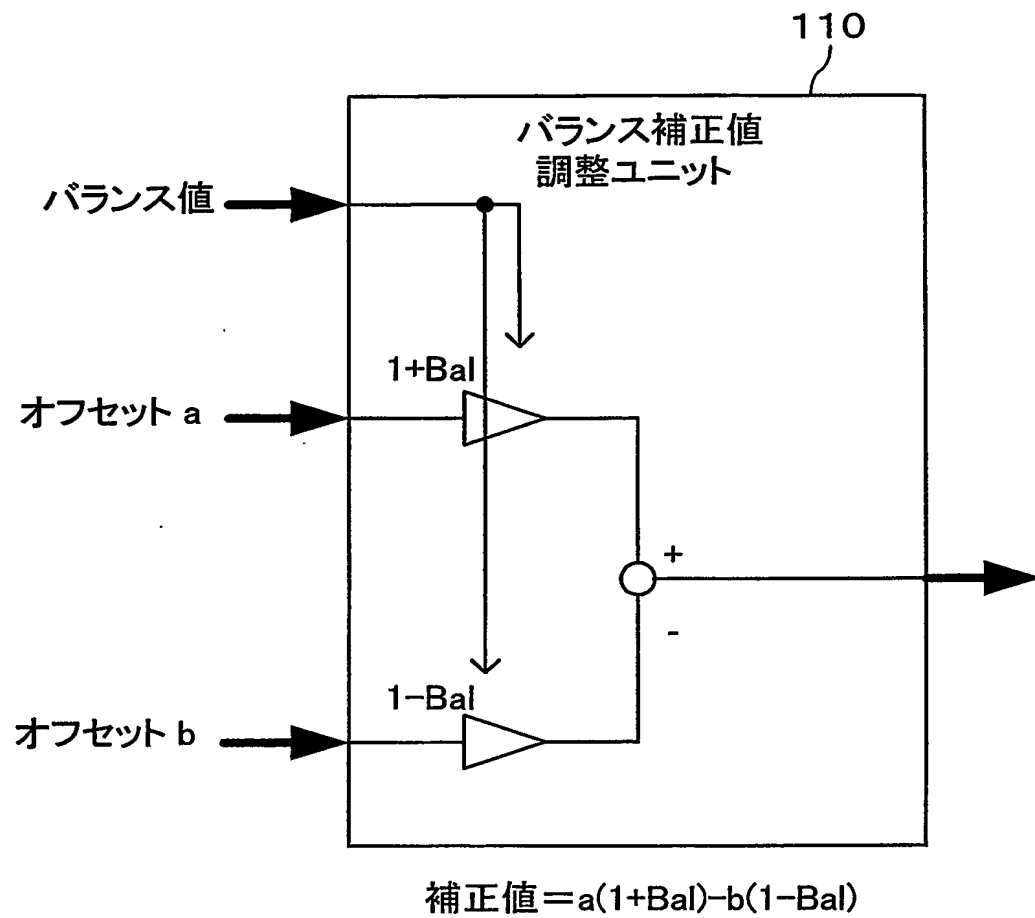 110
バランス補正値
調整ユニット
バランス値
1+Bal
オフセット a
+
-
1-Bal
オフセット b
補正値=a(1+Bal)-b(1-Bal)